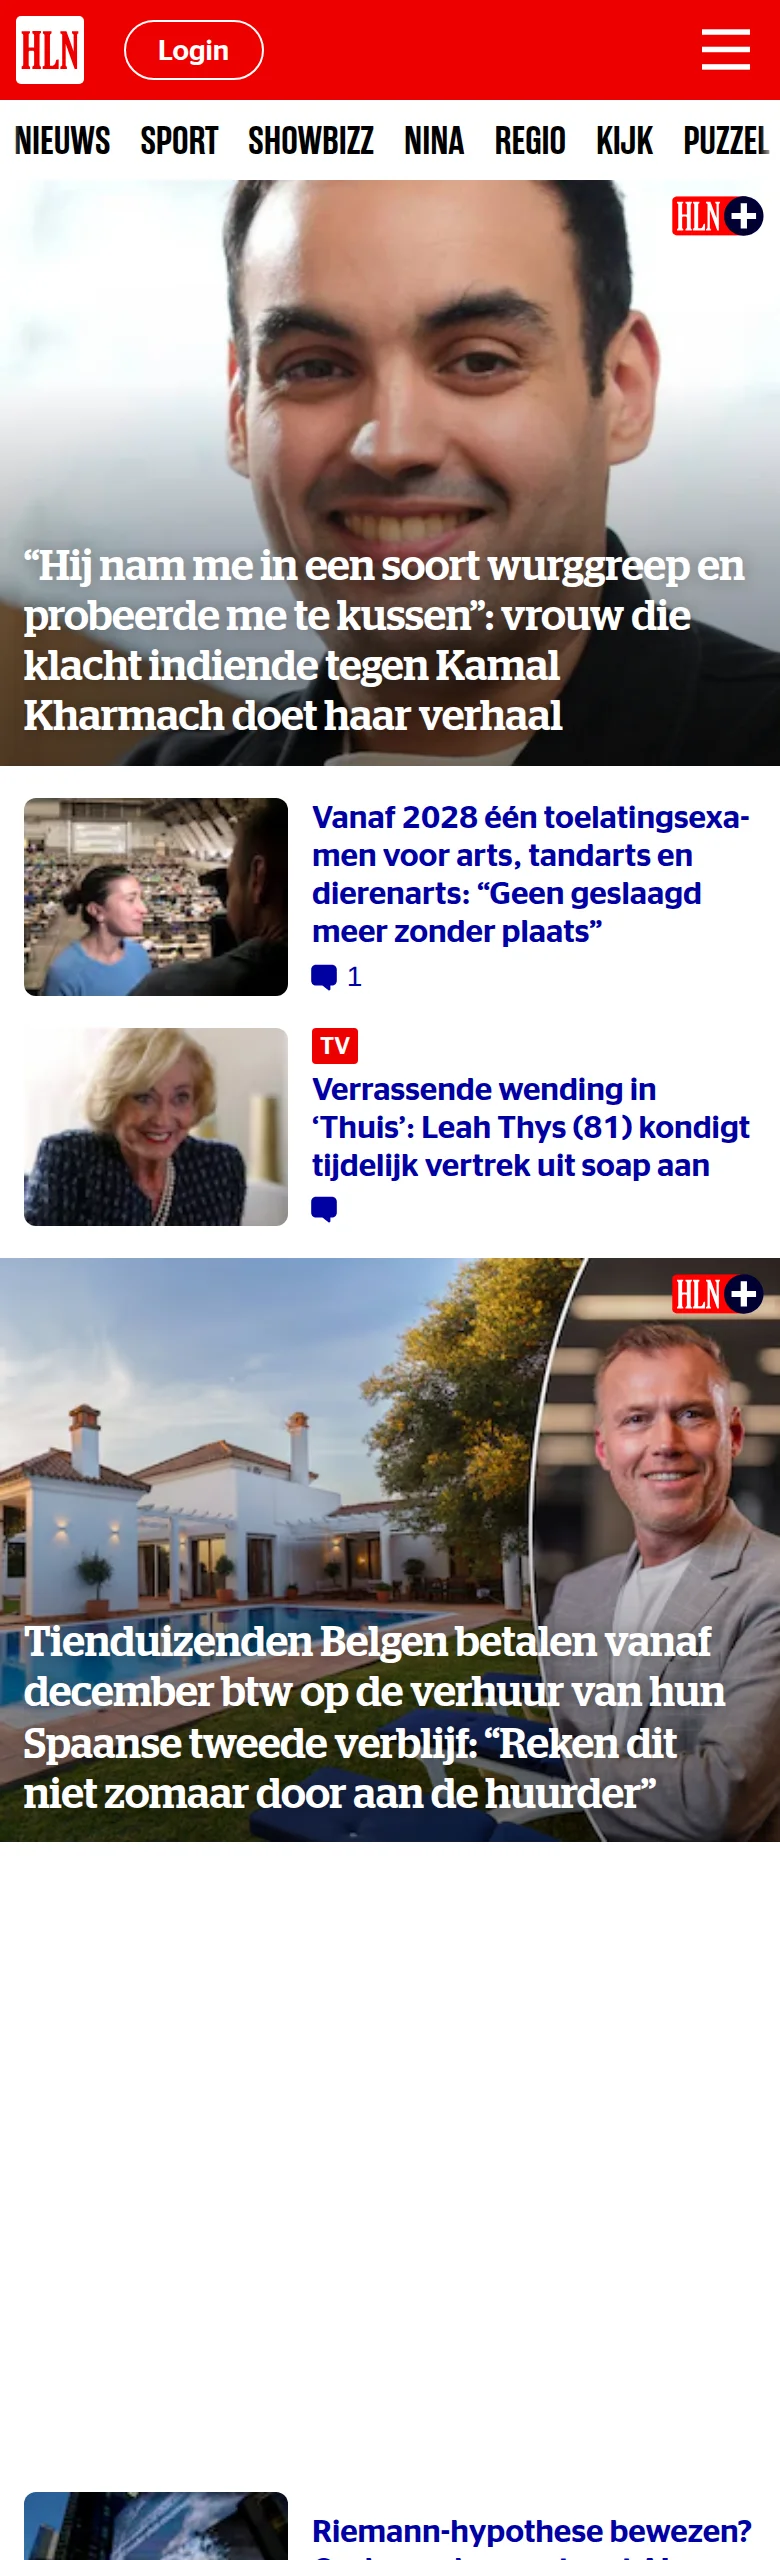 HLN
Login
NIEUWS SPORT SHOWBIZZ NINA REGIO KIJK PUZZEL
HLN+
“Hij nam me in een soort wurggreep en
probeerde me te kussen”: vrouw die
klacht indiende tegen Kamal
Kharmach doet haar verhaal
Vanaf 2028 één toelatingsexa-
men voor arts, tandarts en
dierenarts: “Geen geslaagd
meer zonder plaats”
1
TV
Verrassende wending in
‘Thuis’: Leah Thys (81) kondigt
tijdelijk vertrek uit soap aan
HLN+
Tienduizenden Belgen betalen vanaf
december btw op de verhuur van hun
Spaanse tweede verblijf: “Reken dit
niet zomaar door aan de huurder”
Riemann-hypothese bewezen?